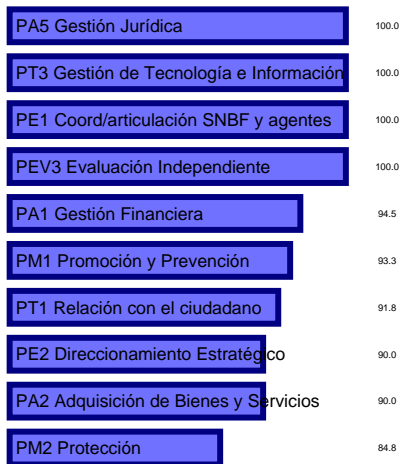 PA5 Gestión Jurídica 100.0
PT3 Gestión de Tecnología e Información 100.0
PE1 Coord/articulación SNBF y agentes 100.0
PEV3 Evaluación Independiente 100.0
PA1 Gestión Financiera 94.5
PM1 Promoción y Prevención 93.3
PT1 Relación con el ciudadano 91.8
PE2 Direccionamiento Estratégico 90.0
PA2 Adquisición de Bienes y Servicios 90.0
PM2 Protección 84.8